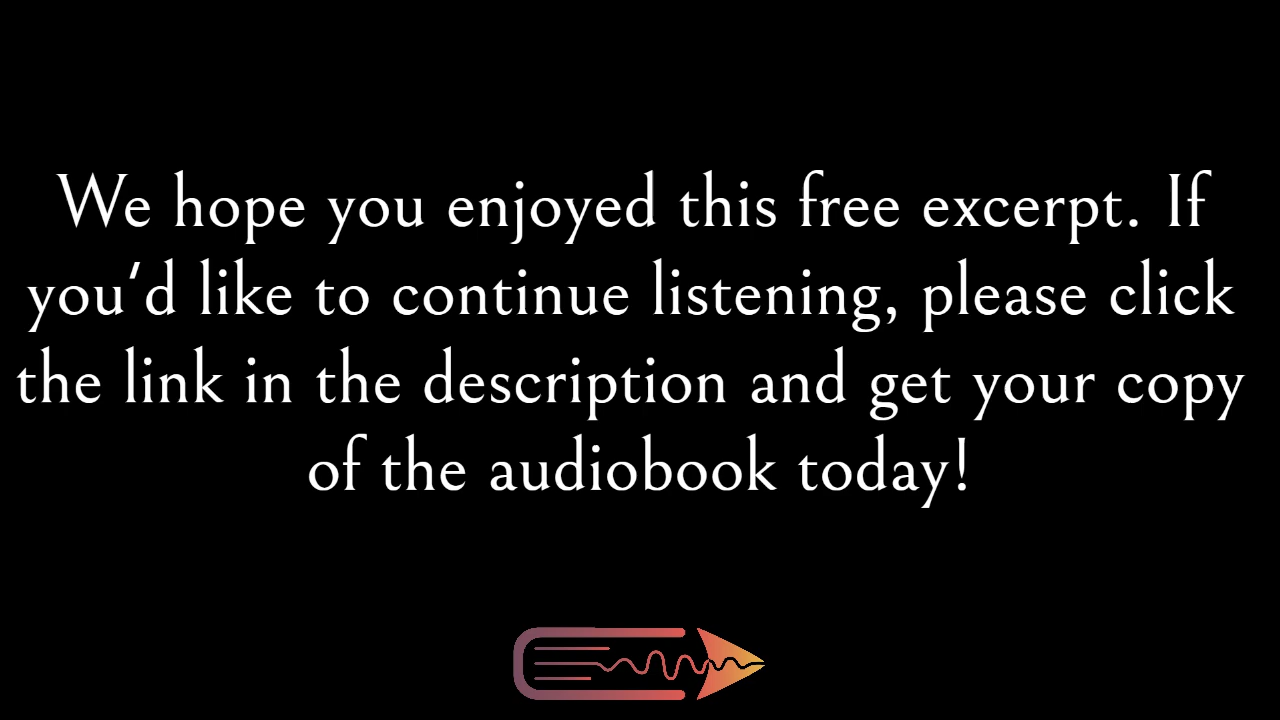 We hope you enjoyed this free excerpt. If
you'd like to continue listening, please click
the link in the description and get your copy
of the audiobook today!